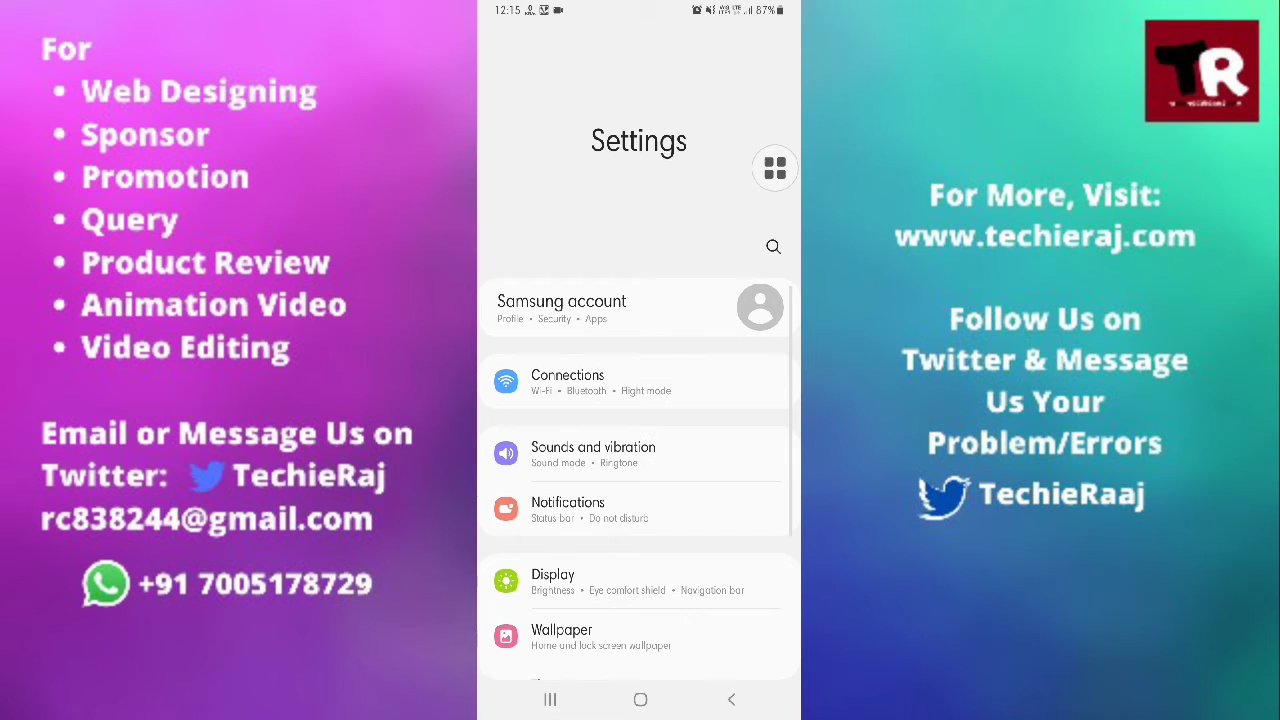 For
• Web Designing
• Sponsor
• Promotion
• Query
• Product Review
• Animation Video
• Video Editing
Email or Message Us on
Twitter: TechieRaj
rc838244@gmail.com
+91 7005178729
12:15
87%
Settings
Samsung account
Profile • Security • Apps
Connections
Wi-Fi • Bluetooth • Flight mode
Sounds and vibration
Sound mode • Ringtone
Notifications
Status bar • Do not disturb
Display
Brightness • Eye comfort shield • Navigation bar
Wallpaper
Home and lock screen wallpaper
TR
For More, Visit:
www.techieraj.com
Follow Us on
Twitter & Message
Us Your
Problem/Errors
TechieRaaj